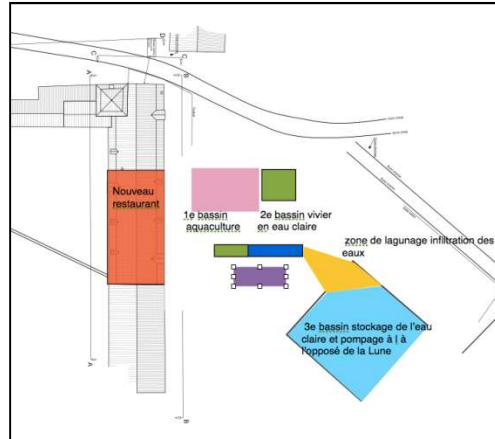 D
C
C
A
B
Nouveau
restaurant
1e bassin
aquaculture
2e bassin vivier
en eau claire
zone de lagunage infiltration des
eaux
3e bassin stockage de l'eau
claire et pompage à l à
l'opposé de la Lune
A
B